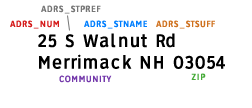 ADRS_STPREF
ADRS_NUM ADRS_STNAME ADRS_STSUFF
25 S Walnut Rd
Merrimack NH 03054
COMMUNITY ZIP